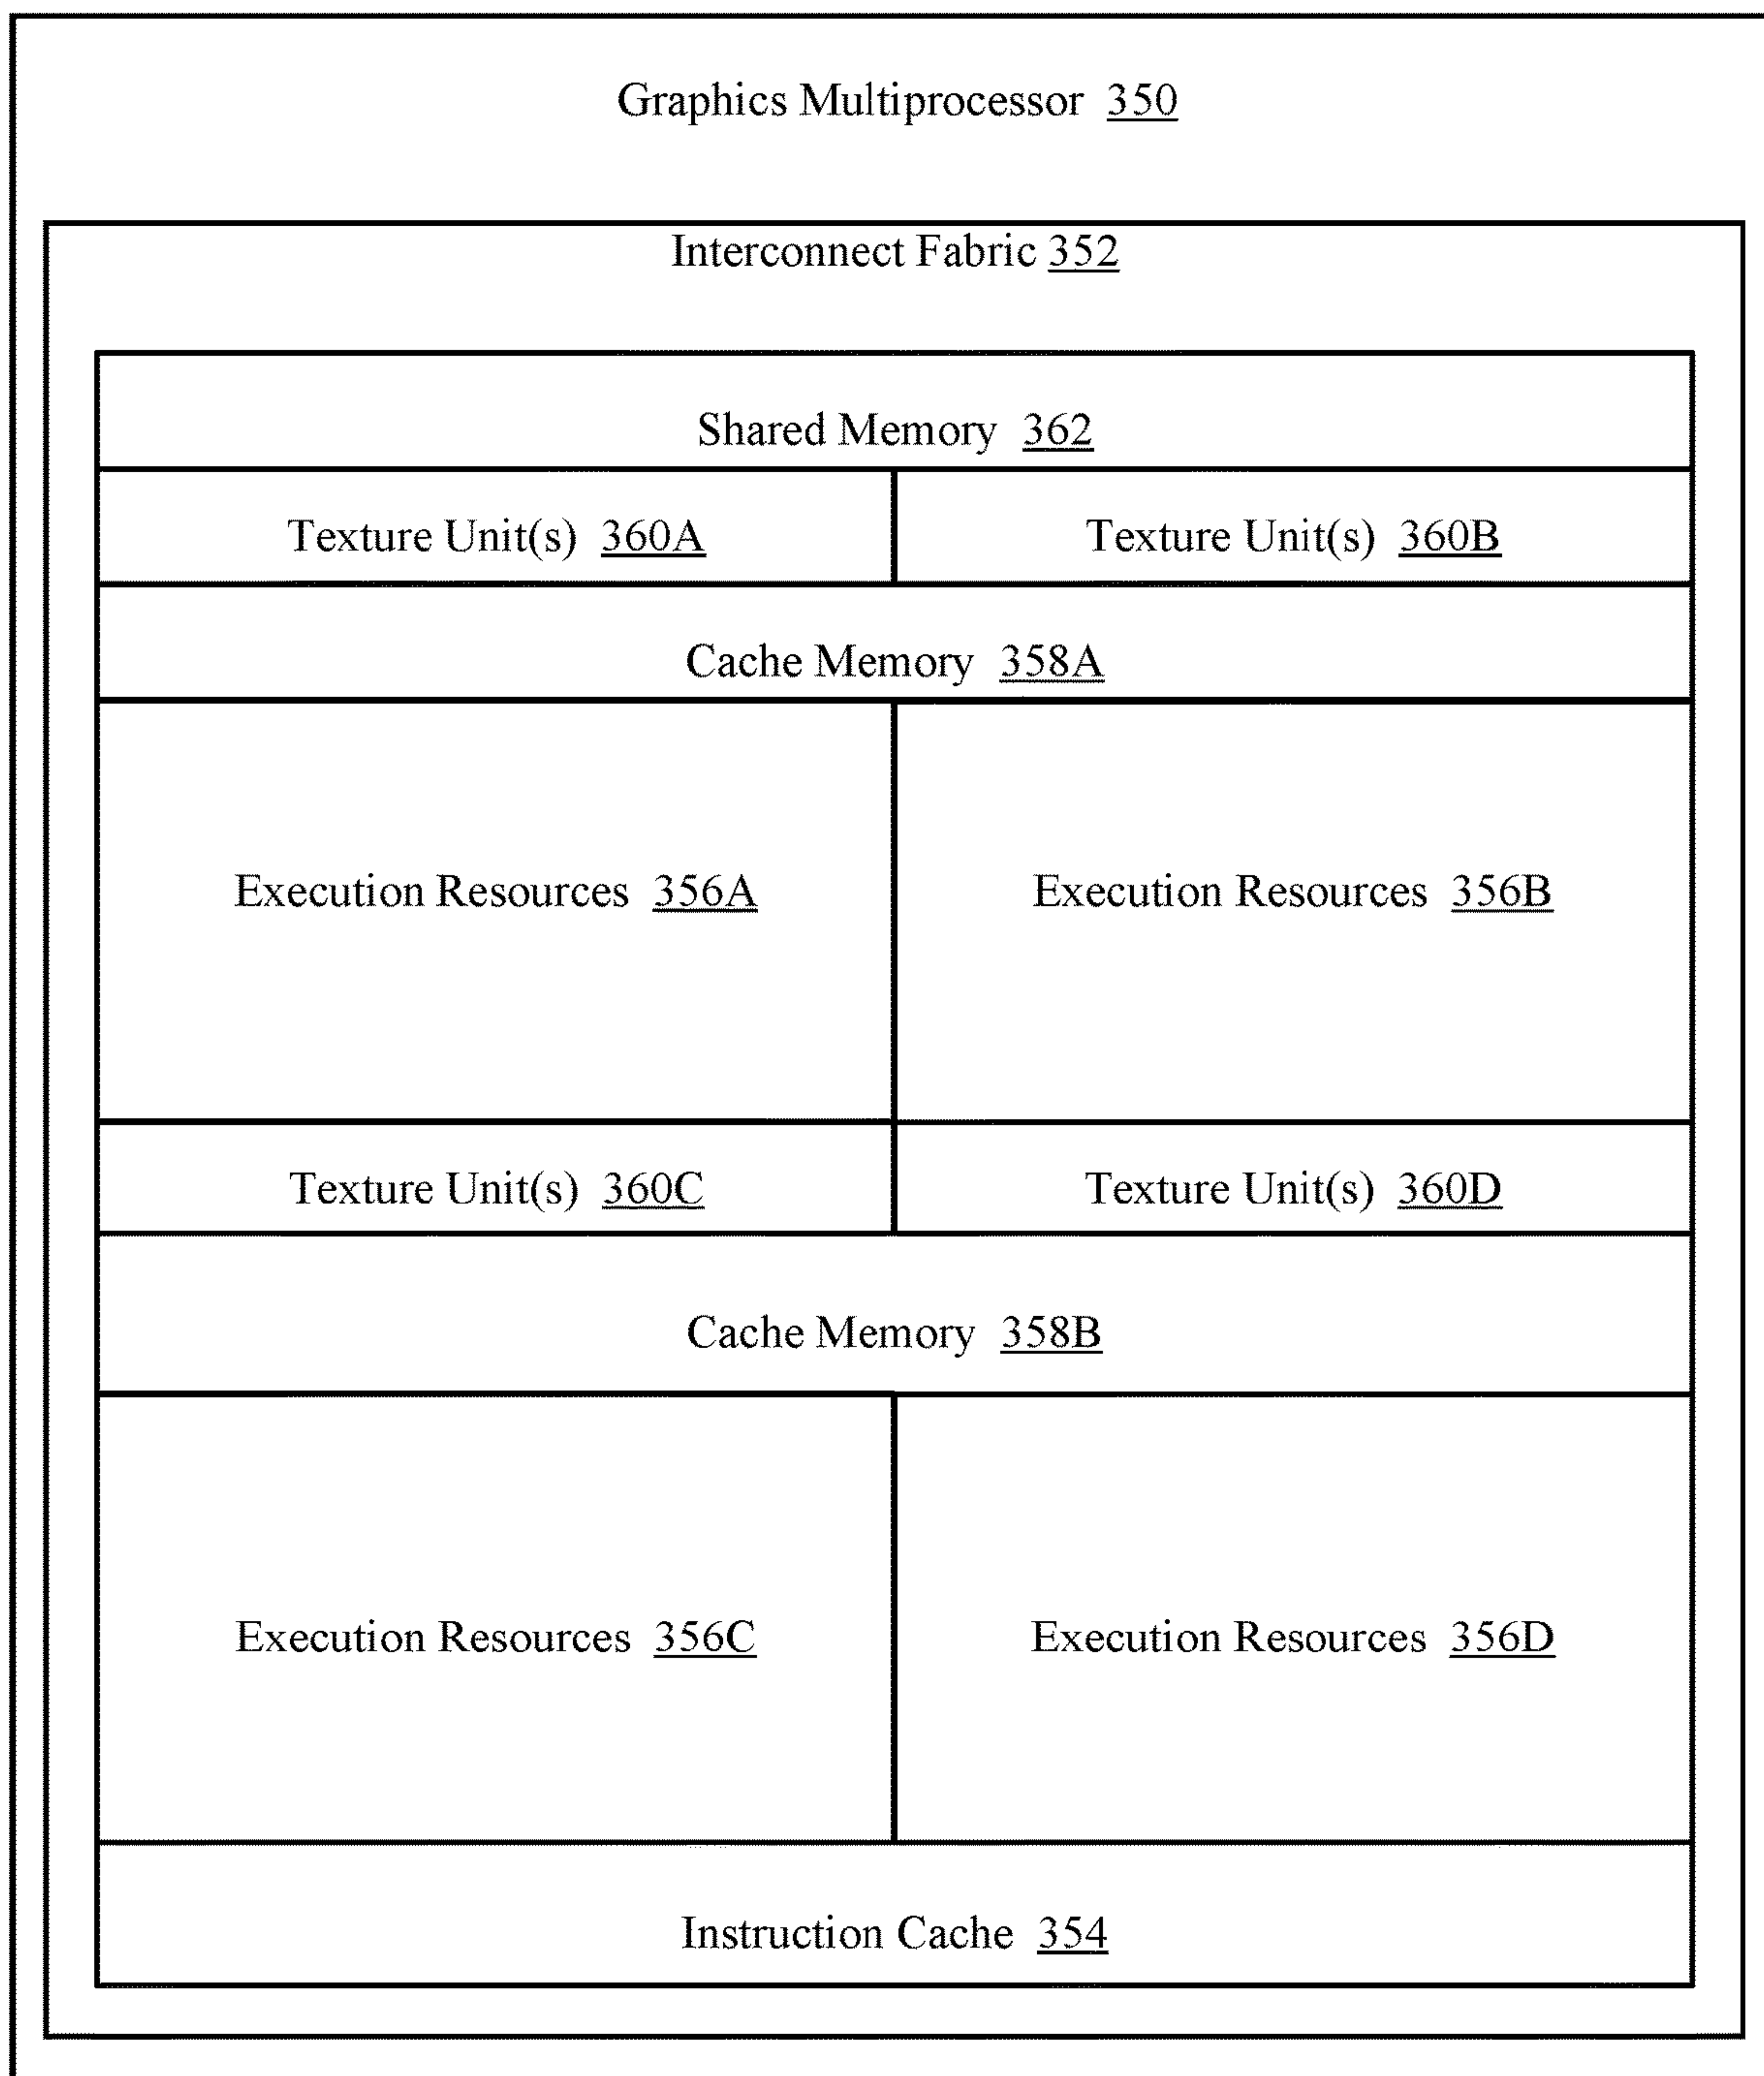 Graphics Multiprocessor 350
Interconnect Fabric 352
Shared Memory 362
Texture Unit(s) 360A
Texture Unit(s) 360B
Cache Memory 358A
Execution Resources 356A
Execution Resources 356B
Texture Unit(s) 360C
Texture Unit(s) 360D
Cache Memory 358B
Execution Resources 356C
Execution Resources 356D
Instruction Cache 354